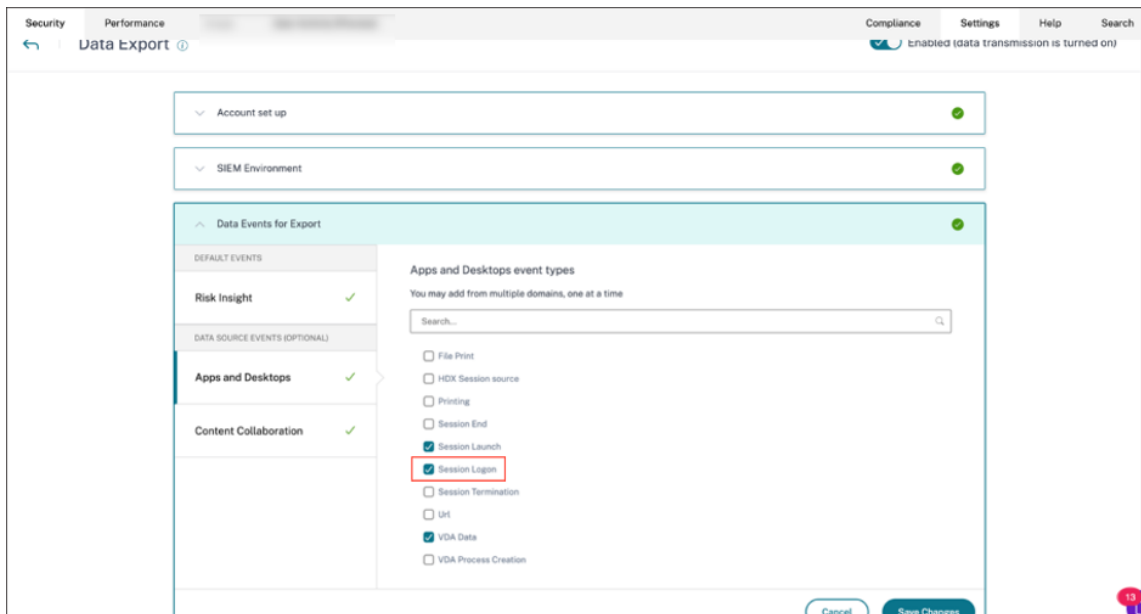 Security Performance Compliance Settings Help Search
Data Export Enabled (data transmission is turned on)
Account set up
SIEM Environment
Data Events for Export
DEFAULT EVENTS
Risk Insight
DATA SOURCE EVENTS (OPTIONAL)
Apps and Desktops
Content Collaboration
Apps and Desktops event types
You may add from multiple domains, one at a time
Search...
File Print
HDX Session source
Printing
Session End
Session Launch
Session Logon
Session Termination
Url
VDA Data
VDA Process Creation
Cancel Save Changes
13